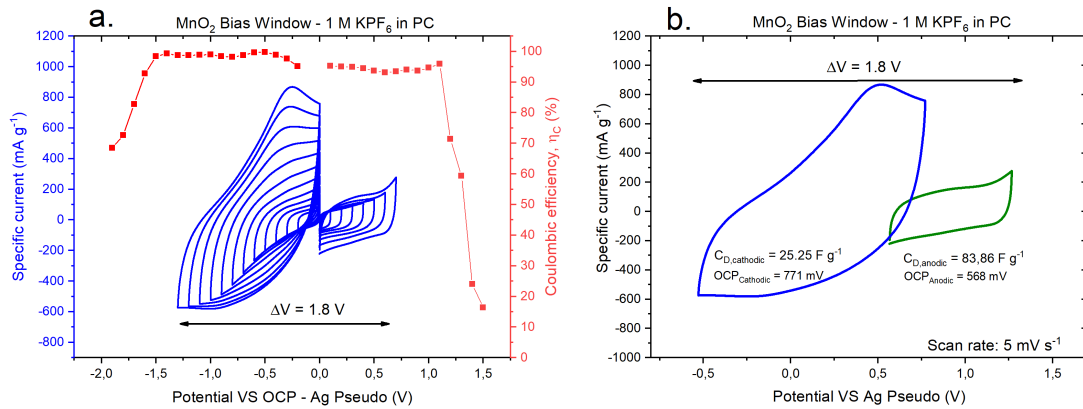 a.
MnO2 Bias Window - 1 M KPF6 in PC
1200
1000
800
600
400
200
0
-200
-400
-600
-800
Specific current (mA g-1)
100
90
80
70
60
50
40
30
20
10
0
Coulombic efficiency, ηC (%)
ΔV = 1.8 V
-2,0 -1,5 -1,0 -0,5 0,0 0,5 1,0 1,5
Potential VS OCP - Ag Pseudo (V)
b.
MnO2 Bias Window - 1 M KPF6 in PC
1200
1000
800
600
400
200
0
-200
-400
-600
-800
-1000
Specific current (mA g-1)
ΔV = 1.8 V
CD,cathodic = 25.25 F g-1
OCPCathodic = 771 mV
CD,anodic = 83,86 F g-1
OCPAnodic = 568 mV
Scan rate: 5 mV s-1
-0,5 0,0 0,5 1,0 1,5
Potential VS Ag Pseudo (V)